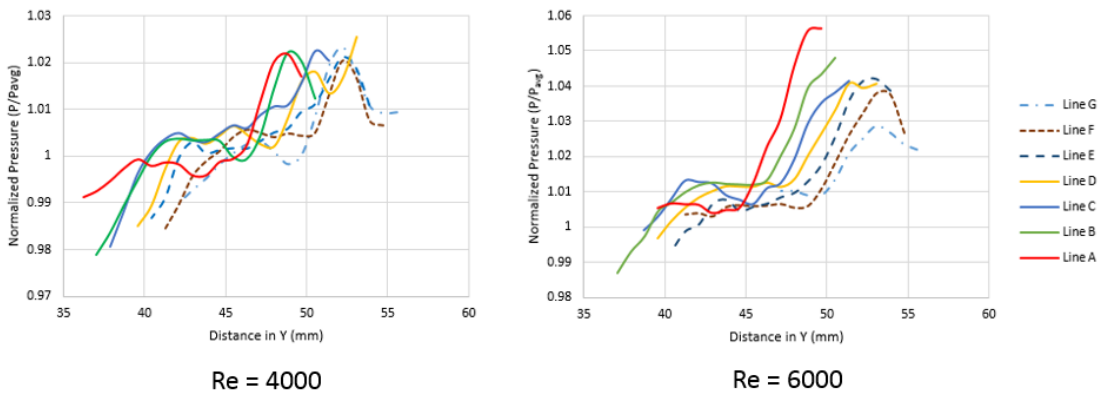 1.03
1.02
1.01
1
0.99
0.98
0.97
Normalized Pressure (P/Pavg)
35 40 45 50 55 60
Distance in Y (mm)
Re = 4000
1.06
1.05
1.04
1.03
1.02
1.01
1
0.99
0.98
Normalized Pressure (P/Pavg)
35 40 45 50 55 60
Distance in Y (mm)
Re = 6000
Line G
Line F
Line E
Line D
Line C
Line B
Line A